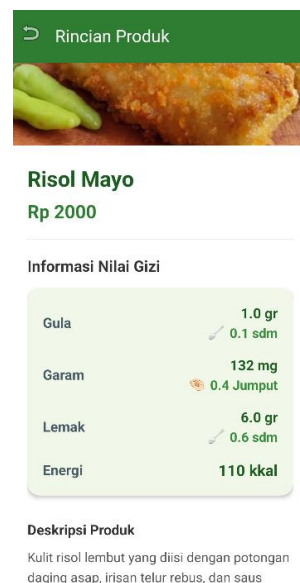 Rincian Produk
Risol Mayo
Rp 2000
Informasi Nilai Gizi
Gula 1.0 gr
0.1 sdm
Garam 132 mg
0.4 Jumput
Lemak 6.0 gr
0.6 sdm
Energi 110 kkal
Deskripsi Produk
Kulit risol lembut yang diisi dengan potongan
daging asap, irisan telur rebus, dan saus